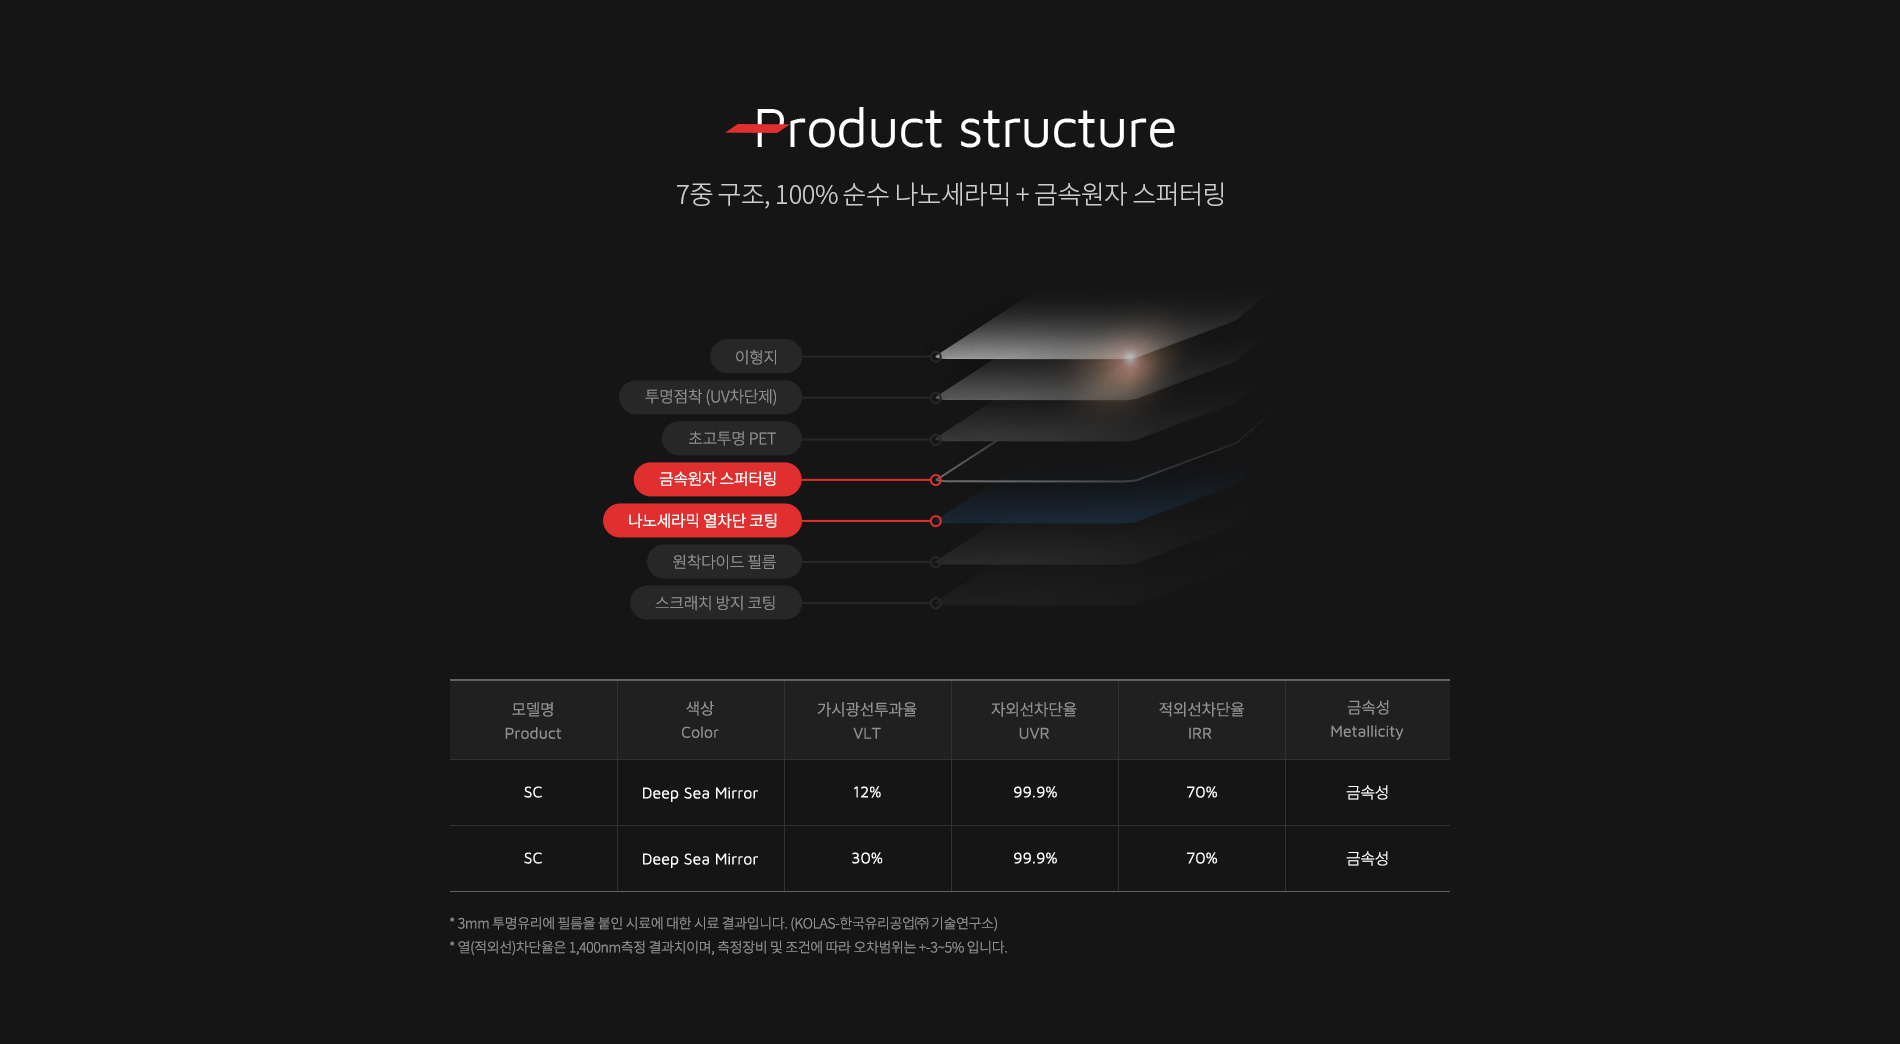 Product structure
7중 구조, 100% 순수 나노세라믹 + 금속원자 스퍼터링
이형지
투명점착 (UV차단제)
초고투명 PET
금속원자 스퍼터링
나노세라믹 열차단 코팅
원착다이드 필름
스크래치 방지 코팅
모델명 색상 가시광선투과율 자외선차단율 적외선차단율 금속성
Product Color VLT UVR IRR Metallicity
SC Deep Sea Mirror 12% 99.9% 70% 금속성
SC Deep Sea Mirror 30% 99.9% 70% 금속성
* 3mm 투명유리에 필름을 붙인 시료에 대한 시료 결과입니다. (KOLAS-한국유리공업㈜ 기술연구소)
* 열(적외선)차단율은 1,400nm측정 결과치이며, 측정장비 및 조건에 따라 오차범위는 +-3~5% 입니다.